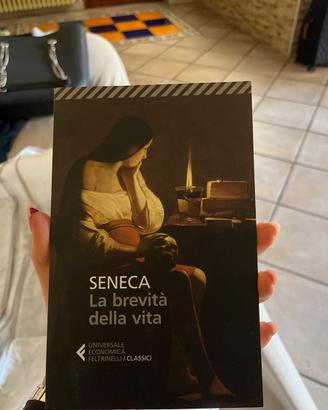 SENECA
La brevità
della vita
UNIVERSALE
ECONOMICA
FELTRINELLI/CLASSICI